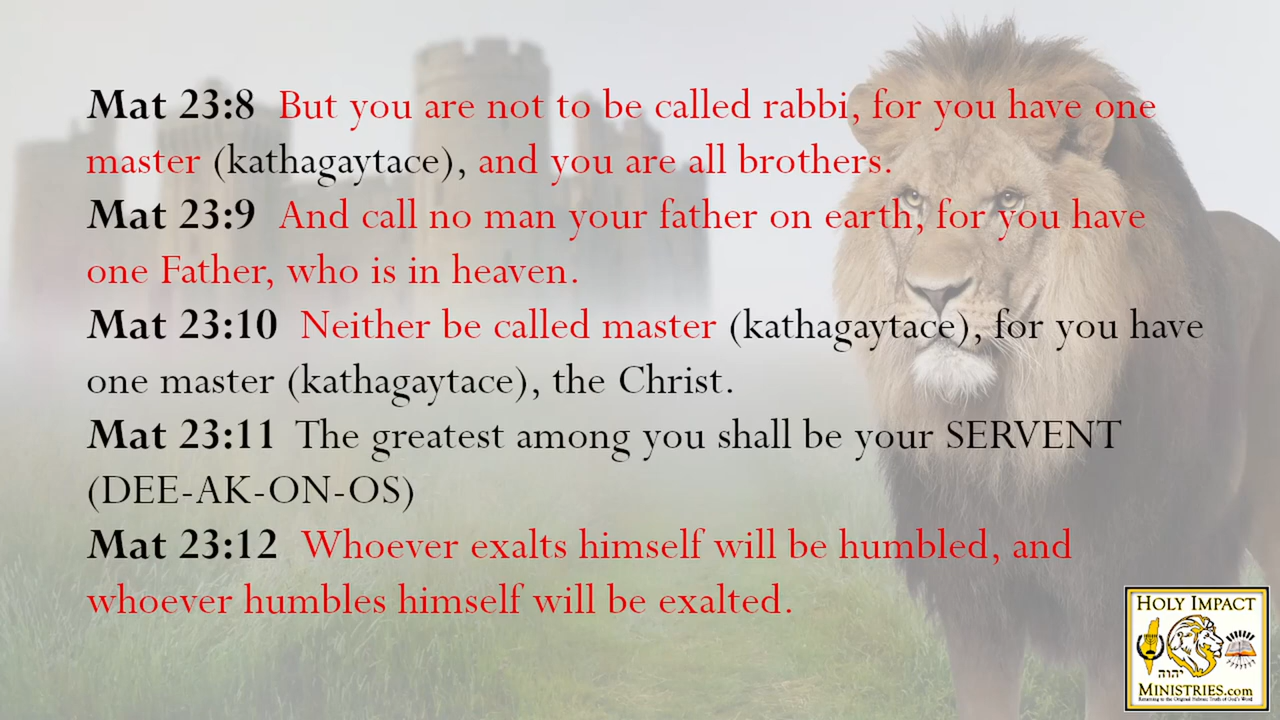 Mat 23:8 But you are not to be called rabbi, for you have one
master (kathagaytace), and you are all brothers.
Mat 23:9 And call no man your father on earth, for you have
one Father, who is in heaven.
Mat 23:10 Neither be called master (kathagaytace), for you have
one master (kathagaytace), the Christ.
Mat 23:11 The greatest among you shall be your SERVENT
(DEE-AK-ON-OS)
Mat 23:12 Whoever exalts himself will be humbled, and
whoever humbles himself will be exalted.
HOLY IMPACT
יהוה
MINISTRIES.com